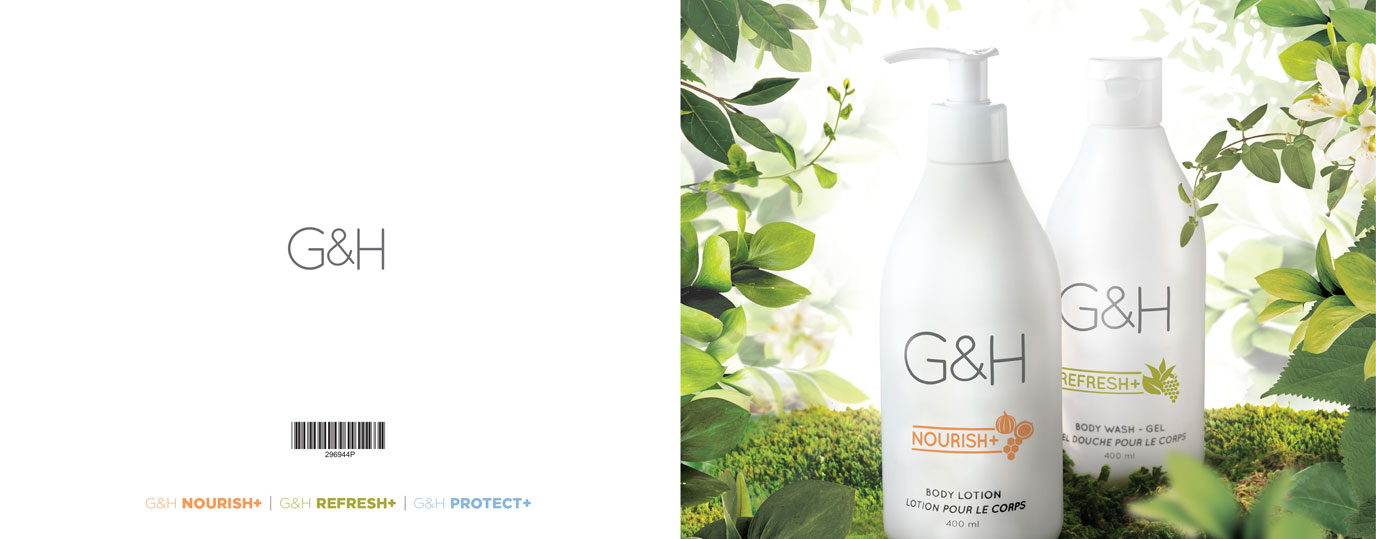 G&H
296944P
G&H NOURISH+ | G&H REFRESH+ | G&H PROTECT+
G&H
NOURISH+
BODY LOTION
LOTION POUR LE CORPS
400 ml
G&H
REFRESH+
BODY WASH - GEL
GEL DOUCHE POUR LE CORPS
400 ml